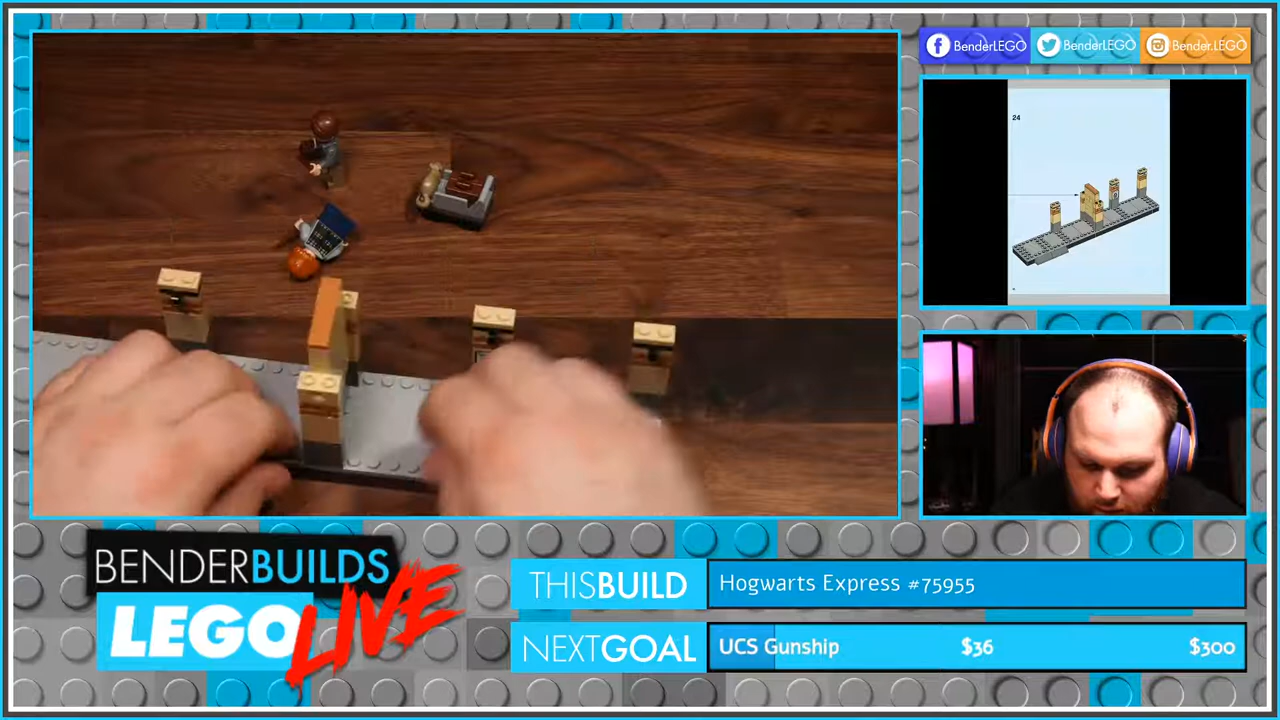 BenderLEGO
BenderLEGO
Bender.LEGO
24
BENDERBUILDS
LEGO LIVE
THISBUILD
Hogwarts Express #75955
NEXTGOAL
UCS Gunship $36 $300